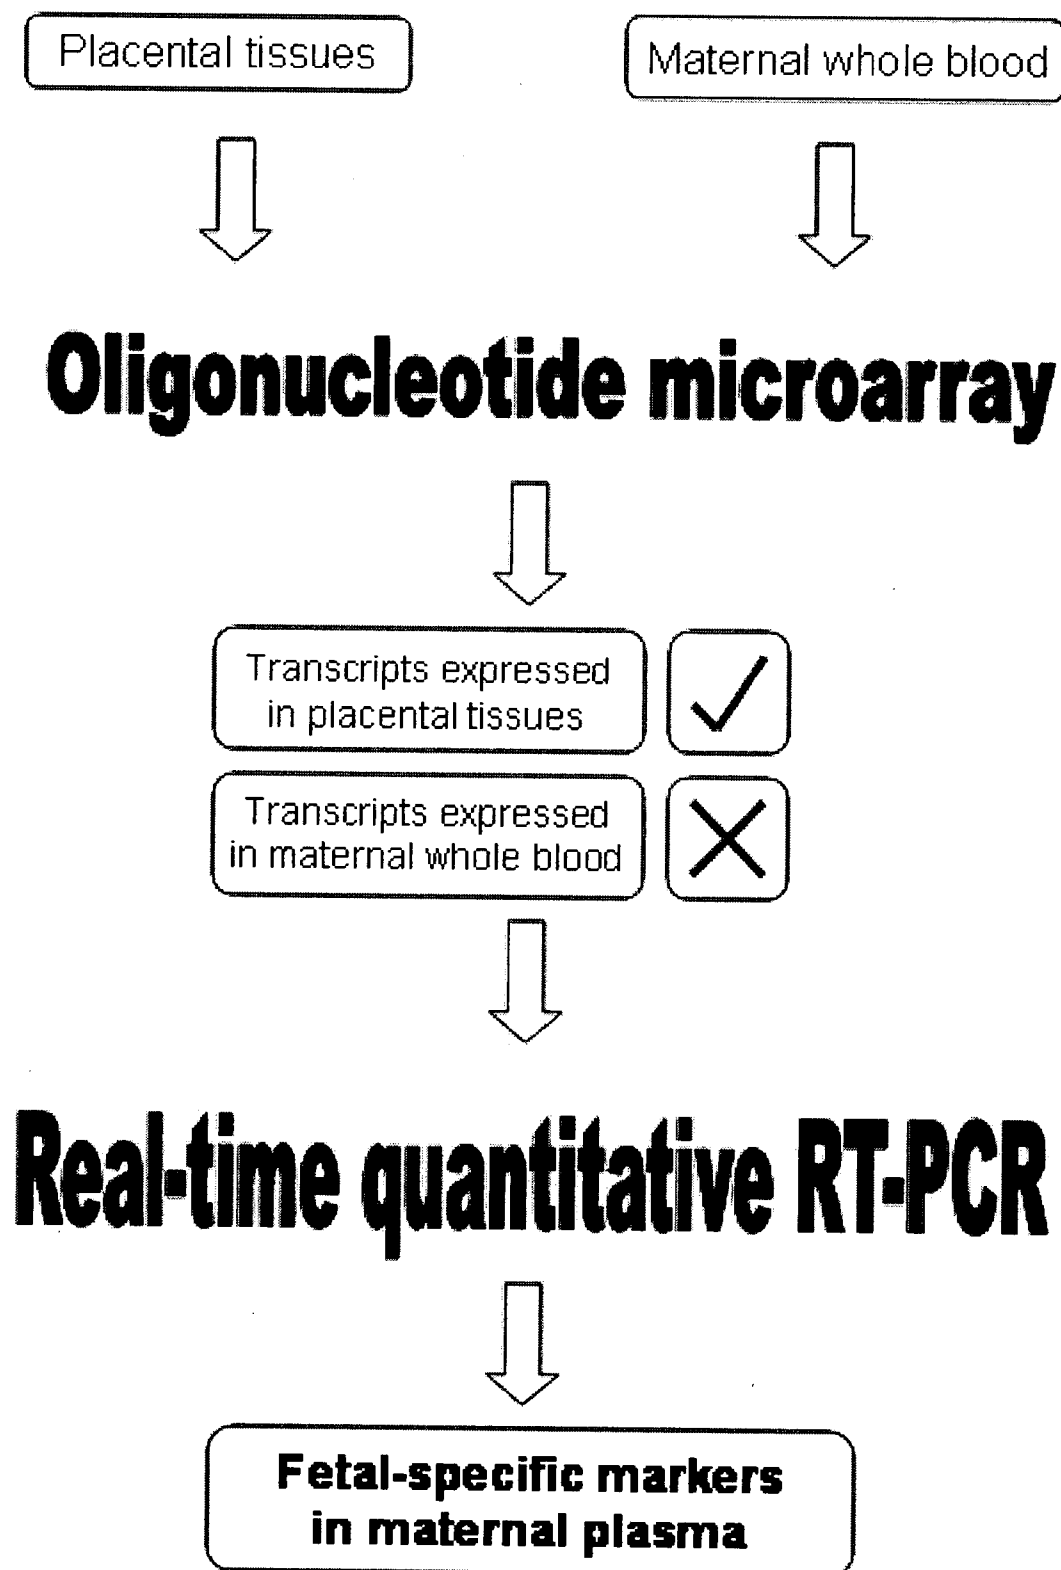 Placental tissues
Maternal whole blood
Oligonucleotide microarray
Transcripts expressed
in placental tissues
Transcripts expressed
in maternal whole blood
Real-time quantitative RT-PCR
Fetal-specific markers
in maternal plasma